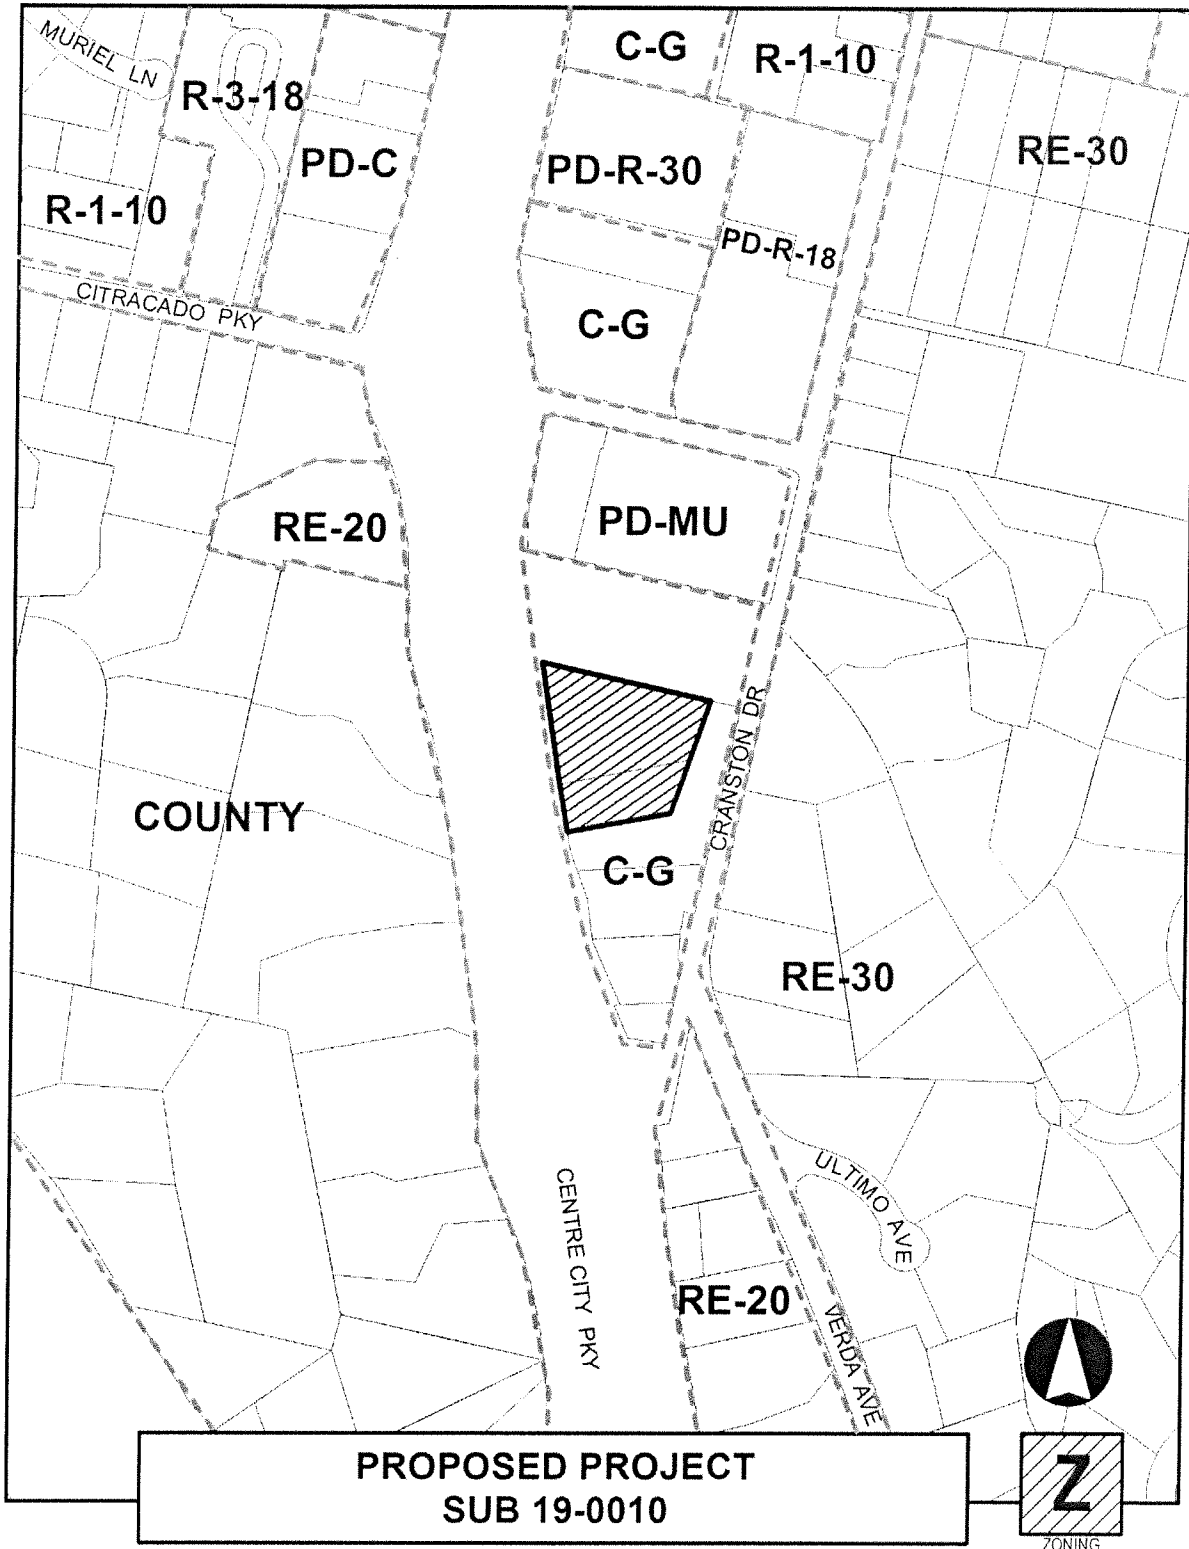 MURIEL LN
C-G
R-1-10
R-3-18
PD-C
PD-R-30
RE-30
R-1-10
PD-R-18
CITRACADO PKY
C-G
RE-20
PD-MU
CRANSTON DR
COUNTY
C-G
RE-30
CENTRE CITY PKY
ULTIMO AVE
RE-20
VERDA AVE
PROPOSED PROJECT
SUB 19-0010
Z
ZONING